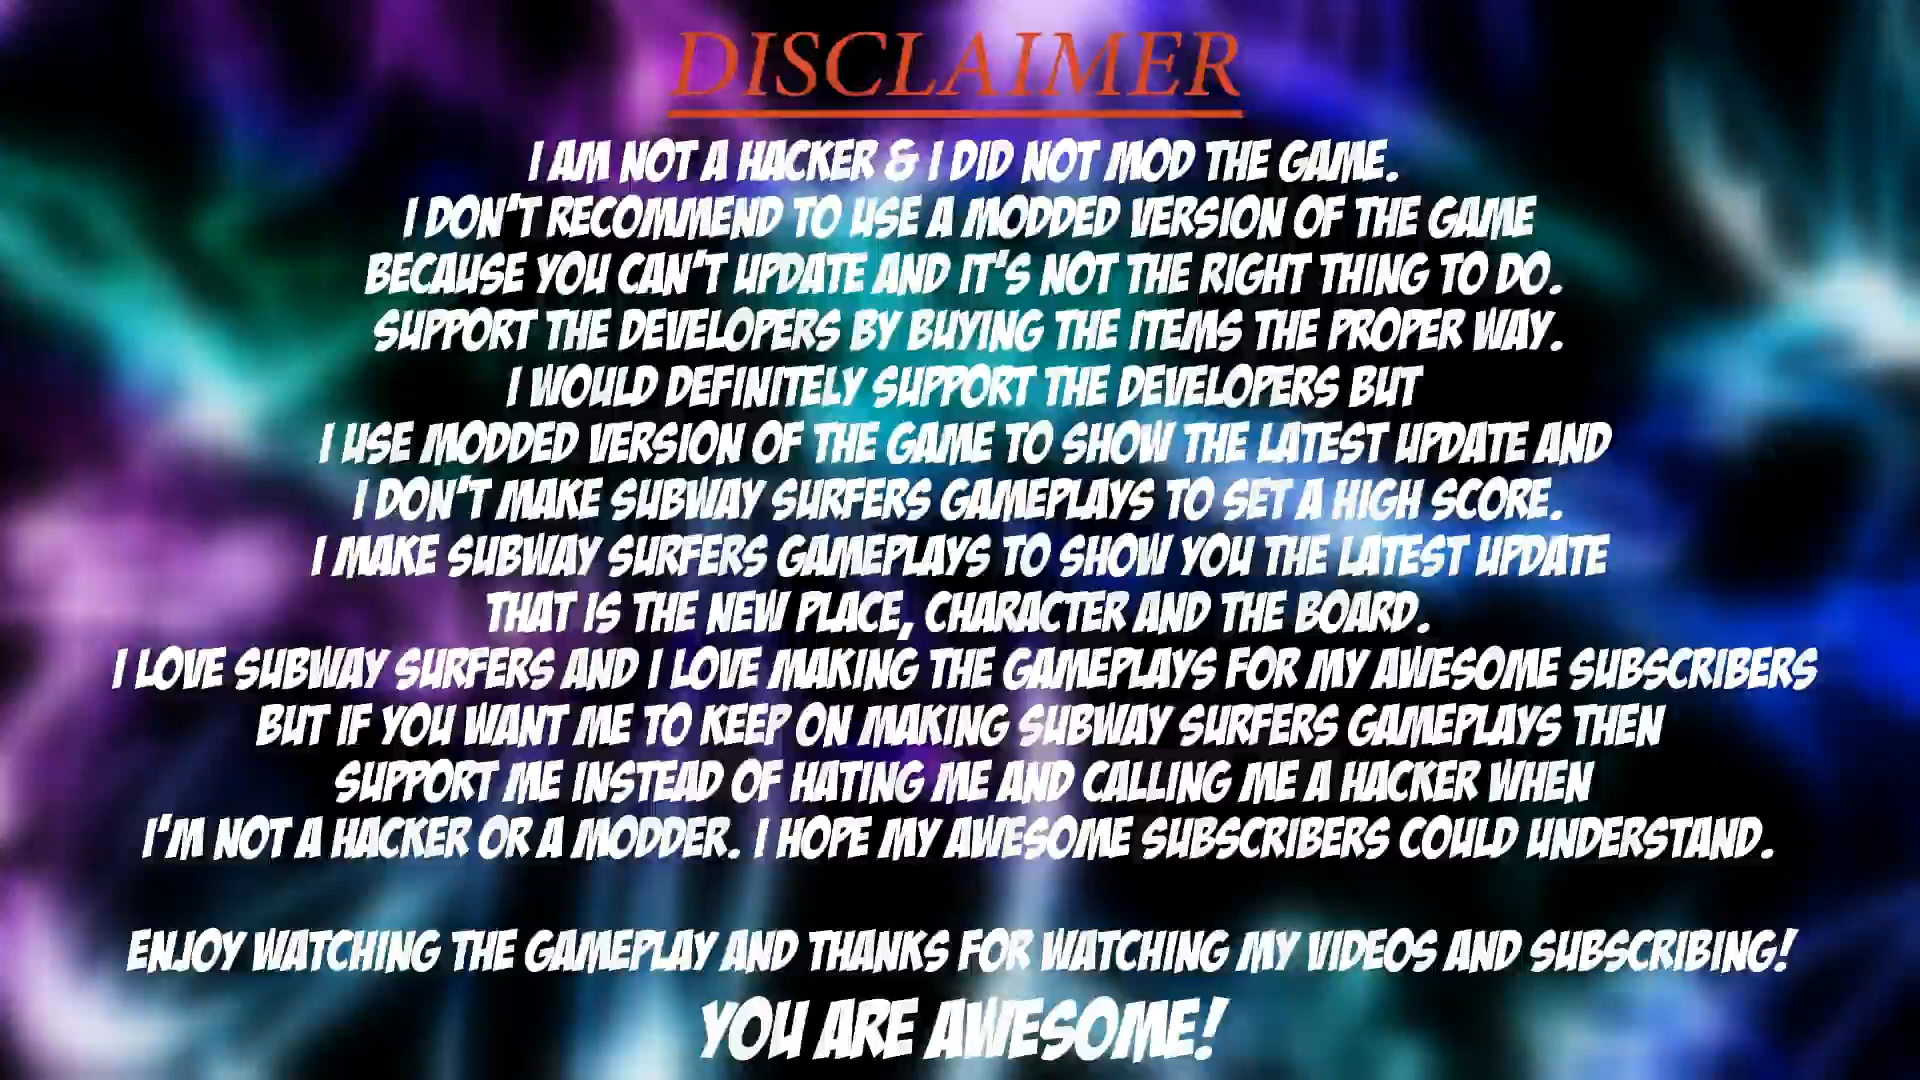 DISCLAIMER
I AM NOT A HACKER & I DID NOT MOD THE GAME.
I DON'T RECOMMEND TO USE A MODDED VERSION OF THE GAME
BECAUSE YOU CAN'T UPDATE AND IT'S NOT THE RIGHT THING TO DO.
SUPPORT THE DEVELOPERS BY BUYING THE ITEMS THE PROPER WAY.
I WOULD DEFINITELY SUPPORT THE DEVELOPERS BUT
I USE MODDED VERSION OF THE GAME TO SHOW THE LATEST UPDATE AND
I DON'T MAKE SUBWAY SURFERS GAMEPLAYS TO SET A HIGH SCORE.
I MAKE SUBWAY SURFERS GAMEPLAYS TO SHOW YOU THE LATEST UPDATE
THAT IS THE NEW PLACE, CHARACTER AND THE BOARD.
I LOVE SUBWAY SURFERS AND I LOVE MAKING THE GAMEPLAYS FOR MY AWESOME SUBSCRIBERS
BUT IF YOU WANT ME TO KEEP ON MAKING SUBWAY SURFERS GAMEPLAYS THEN
SUPPORT ME INSTEAD OF HATING ME AND CALLING ME A HACKER WHEN
I'M NOT A HACKER OR A MODDER. I HOPE MY AWESOME SUBSCRIBERS COULD UNDERSTAND.
ENJOY WATCHING THE GAMEPLAY AND THANKS FOR WATCHING MY VIDEOS AND SUBSCRIBING!
YOU ARE AWESOME!